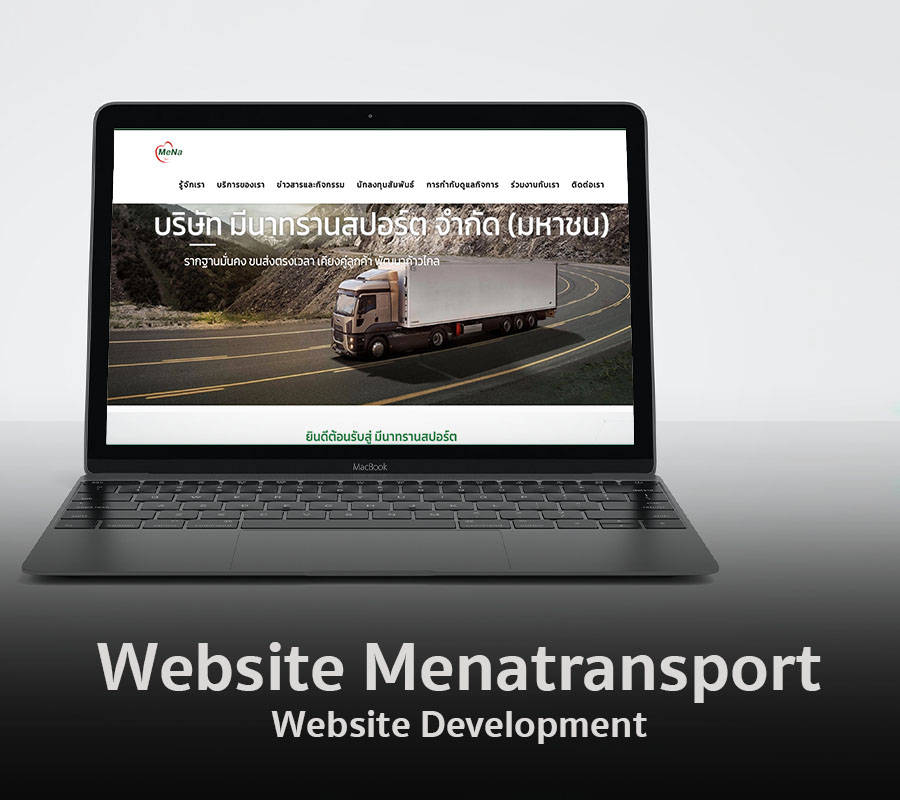 MeNa
รู้จักเรา บริการของเรา ข่าวสารและกิจกรรม นักลงทุนสัมพันธ์ การกำกับดูแลกิจการ ร่วมงานกับเรา ติดต่อเรา
บริษัท มีนาทรานสปอร์ต จำกัด (มหาชน)
รากฐานมั่นคง ขนส่งตรงเวลา เคียงคู่ลูกค้า พัฒนาก้าวไกล
ยินดีต้อนรับสู่ มีนาทรานสปอร์ต
MacBook
Website Menatransport
Website Development